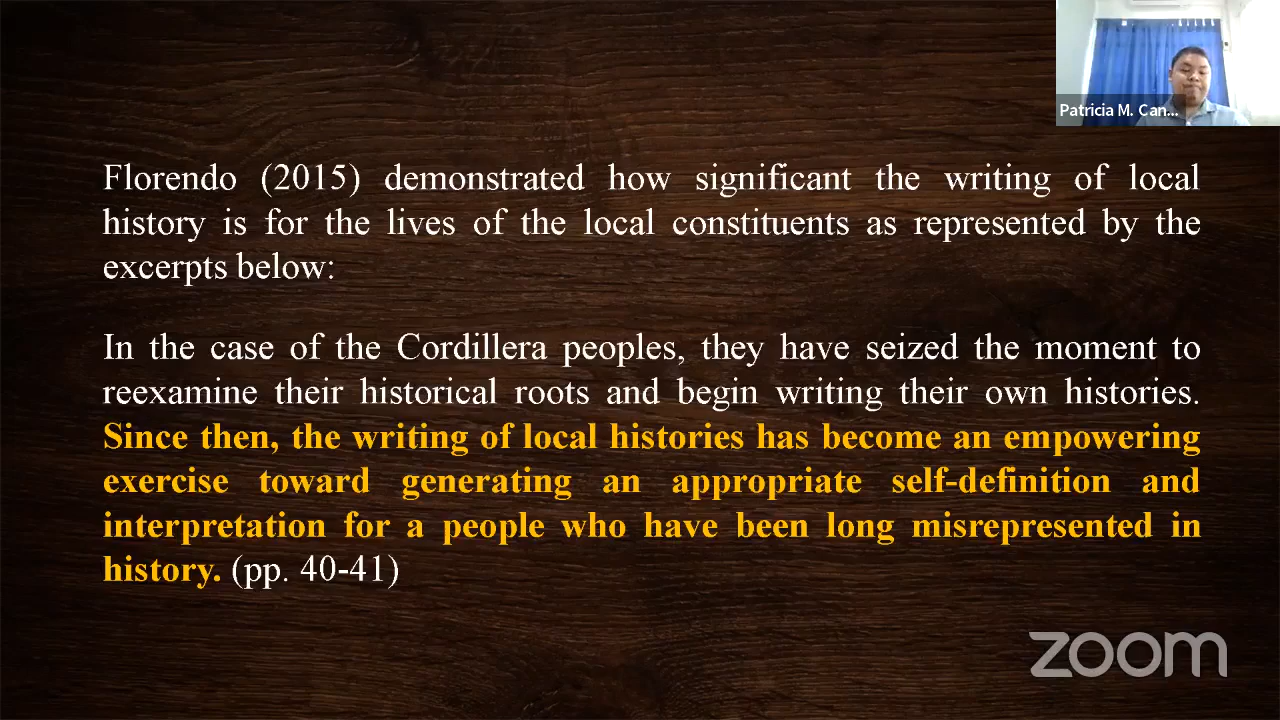 Patricia M. Can...
Florendo (2015) demonstrated how significant the writing of local
history is for the lives of the local constituents as represented by the
excerpts below:
In the case of the Cordillera peoples, they have seized the moment to
reexamine their historical roots and begin writing their own histories.
Since then, the writing of local histories has become an empowering
exercise toward generating an appropriate self-definition and
interpretation for a people who have been long misrepresented in
history. (pp. 40-41)
zoom